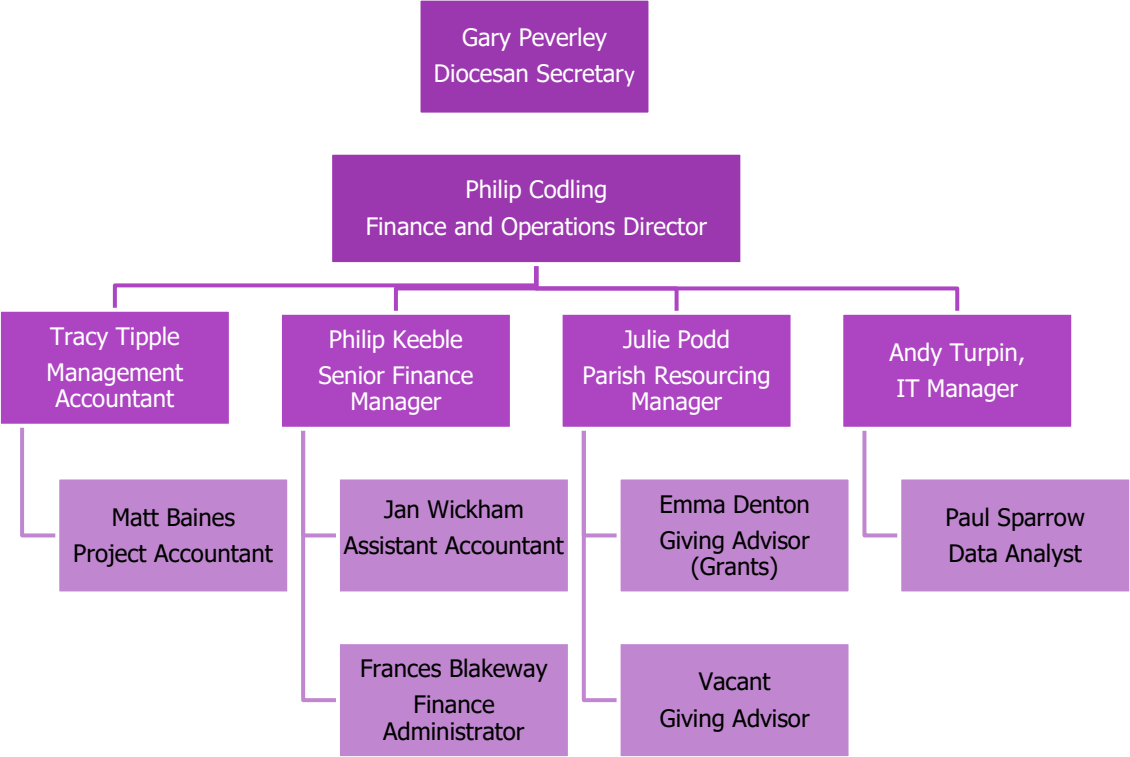 Gary Peverley
Diocesan Secretary
Philip Codling
Finance and Operations Director
Tracy Tipple
Management
Accountant
Philip Keeble
Senior Finance
Manager
Julie Podd
Parish Resourcing
Manager
Andy Turpin,
IT Manager
Matt Baines
Project Accountant
Jan Wickham
Assistant Accountant
Emma Denton
Giving Advisor
(Grants)
Paul Sparrow
Data Analyst
Frances Blakeway
Finance
Administrator
Vacant
Giving Advisor